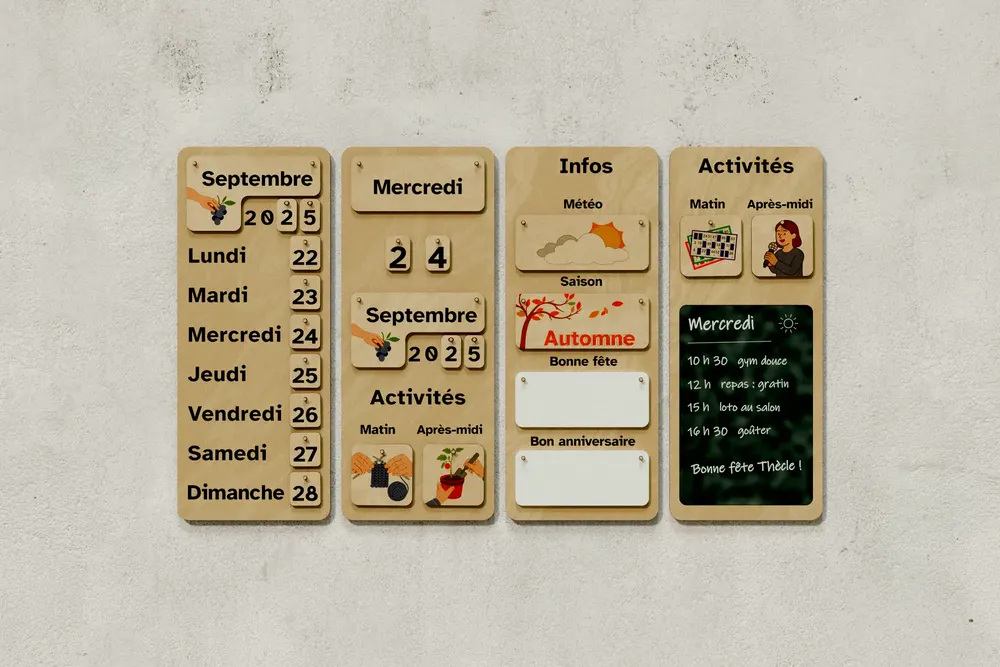 Septembre
2025
Lundi 22
Mardi 23
Mercredi 24
Jeudi 25
Vendredi 26
Samedi 27
Dimanche 28
Mercredi
24
Septembre
2025
Activités
Matin Après-midi
Infos
Météo
Saison
Automne
Bonne fête
Bon anniversaire
Activités
Matin Après-midi
Mercredi
10 h 30 gym douce
12 h repas : gratin
15 h loto au salon
16 h 30 goûter
Bonne fête Thècle !